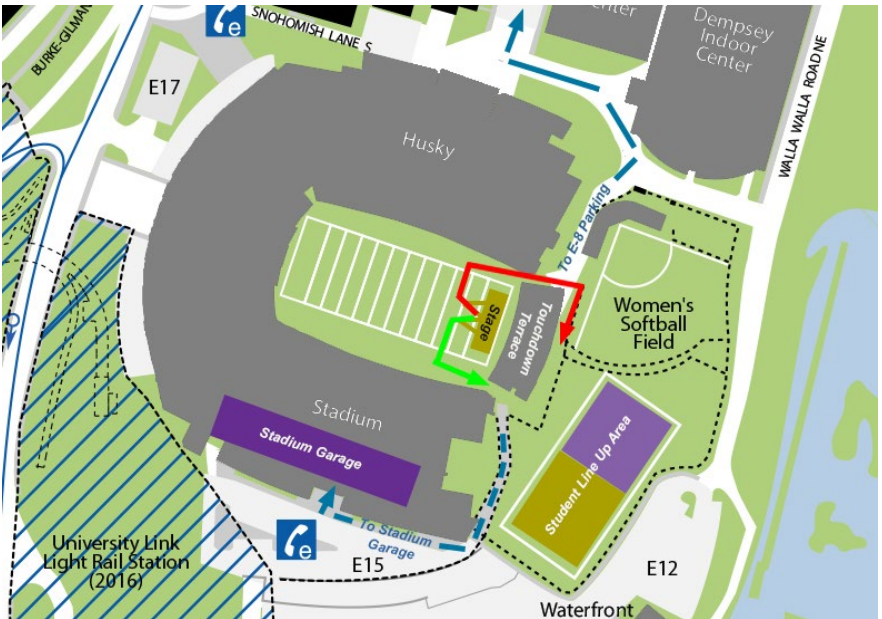 SNOHOMISH LANE S
Center
Dempsey
Indoor
Center
BURKE-GILMAN
E17
WALLA WALLA ROAD NE
Husky
To E-8 Parking
Women's
Softball
Field
Stage
Touchdown
Terrace
Stadium
Stadium Garage
Student Line Up Area
e
e
To Stadium
Garage
University Link
Light Rail Station
(2016)
E15
E12
Waterfront